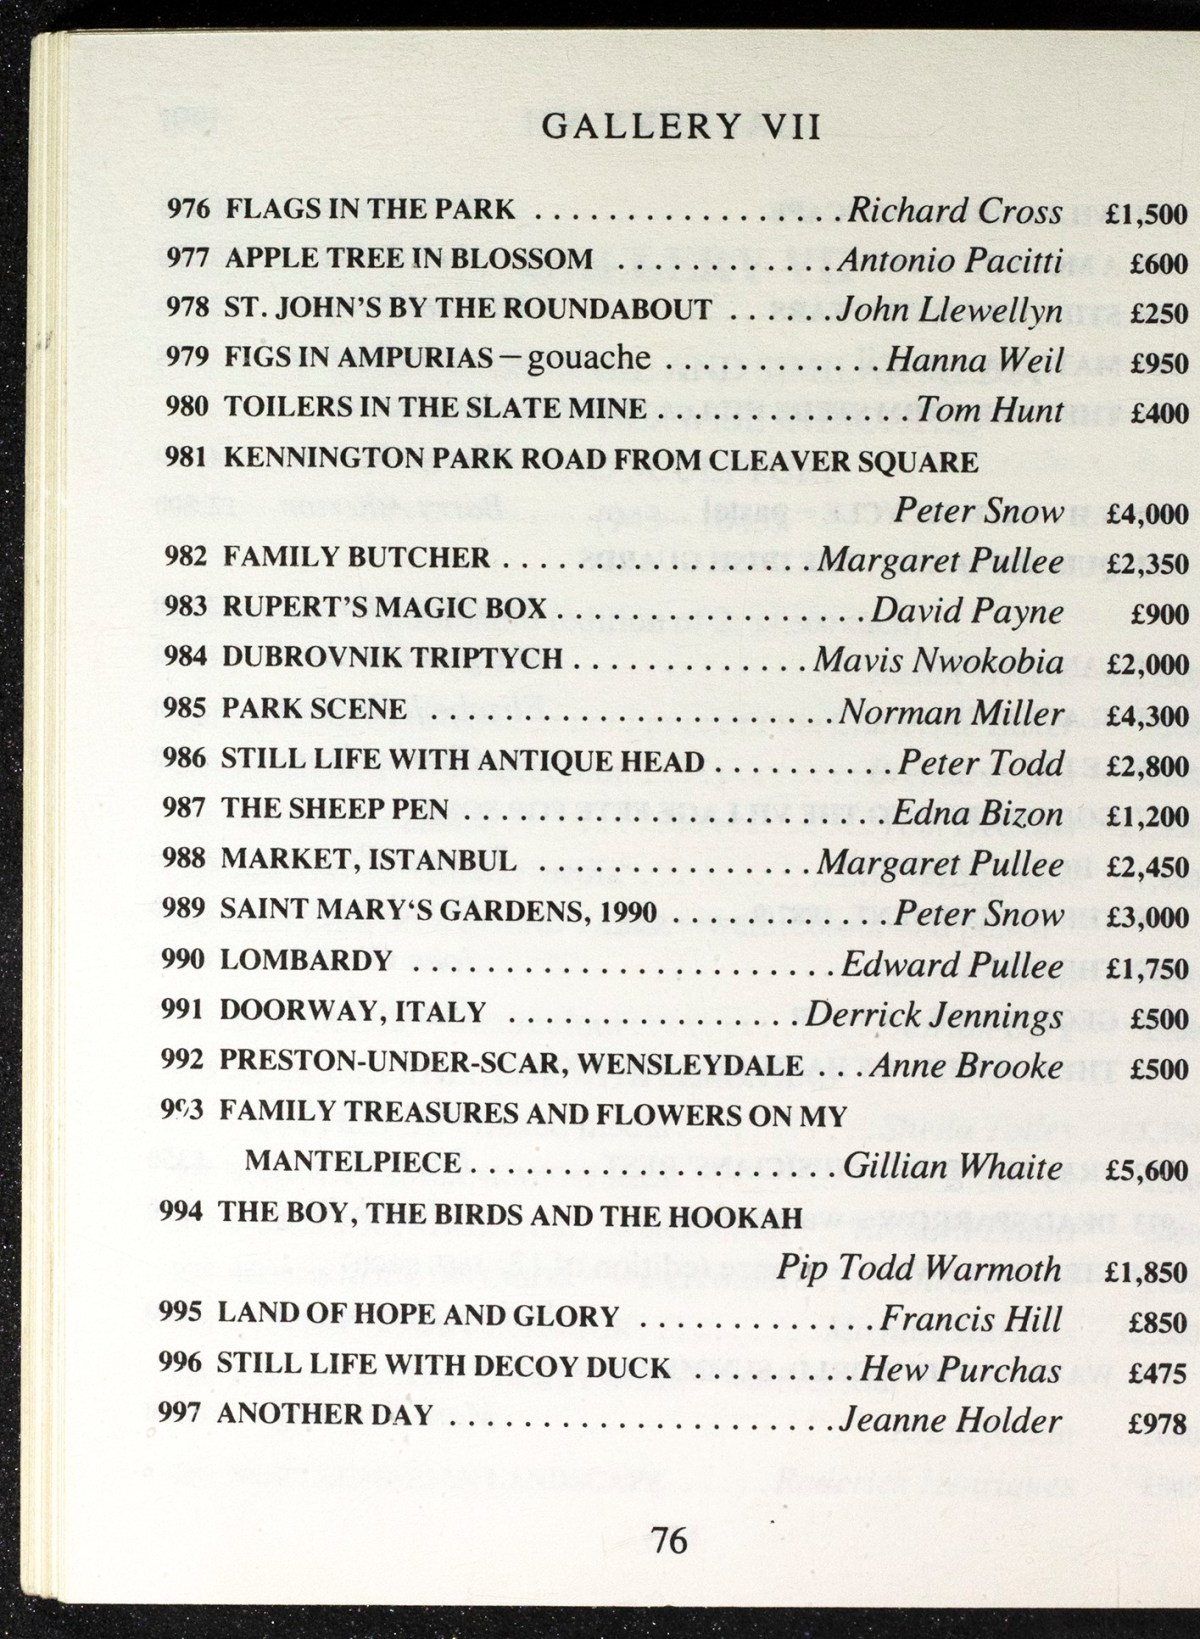 GALLERY VII
976 FLAGS IN THE PARK . . . . . . . . . . . . . . . . . Richard Cross £1,500
977 APPLE TREE IN BLOSSOM . . . . . . . . . . . . Antonio Pacitti £600
978 ST. JOHN'S BY THE ROUNDABOUT . . . . . . John Llewellyn £250
979 FIGS IN AMPURIAS — gouache . . . . . . . . . . . . Hanna Weil £950
980 TOILERS IN THE SLATE MINE . . . . . . . . . . . . . . Tom Hunt £400
981 KENNINGTON PARK ROAD FROM CLEAVER SQUARE
Peter Snow £4,000
982 FAMILY BUTCHER . . . . . . . . . . . . . . . . . Margaret Pullee £2,350
983 RUPERT'S MAGIC BOX . . . . . . . . . . . . . . . . . David Payne £900
984 DUBROVNIK TRIPTYCH . . . . . . . . . . . . . Mavis Nwokobia £2,000
985 PARK SCENE . . . . . . . . . . . . . . . . . . . . . . Norman Miller £4,300
986 STILL LIFE WITH ANTIQUE HEAD . . . . . . . . . . Peter Todd £2,800
987 THE SHEEP PEN . . . . . . . . . . . . . . . . . . . . . . . . Edna Bizon £1,200
988 MARKET, ISTANBUL . . . . . . . . . . . . . . . Margaret Pullee £2,450
989 SAINT MARY‘S GARDENS, 1990 . . . . . . . . . . . . Peter Snow £3,000
990 LOMBARDY . . . . . . . . . . . . . . . . . . . . . . . Edward Pullee £1,750
991 DOORWAY, ITALY . . . . . . . . . . . . . . . . Derrick Jennings £500
992 PRESTON-UNDER-SCAR, WENSLEYDALE . . . Anne Brooke £500
993 FAMILY TREASURES AND FLOWERS ON MY
MANTELPIECE . . . . . . . . . . . . . . . . . . . . Gillian Whaite £5,600
994 THE BOY, THE BIRDS AND THE HOOKAH
Pip Todd Warmoth £1,850
995 LAND OF HOPE AND GLORY . . . . . . . . . . . . . Francis Hill £850
996 STILL LIFE WITH DECOY DUCK . . . . . . . . . Hew Purchas £475
997 ANOTHER DAY . . . . . . . . . . . . . . . . . . . . . Jeanne Holder £978
76